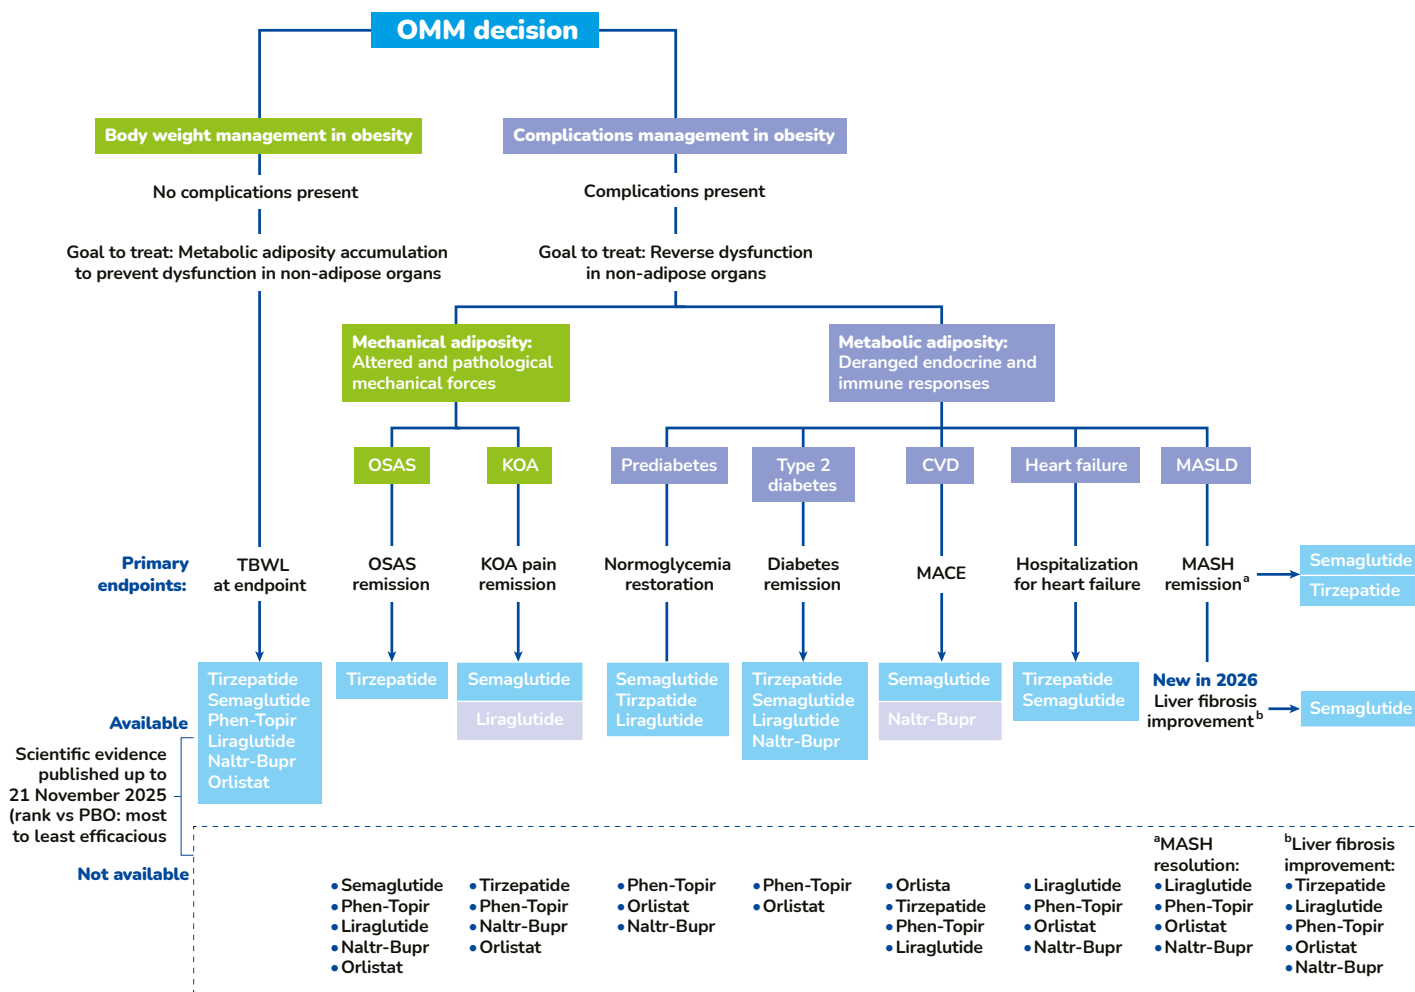 OMM decision
Body weight management in obesity
Complications management in obesity
No complications present
Complications present
Goal to treat: Metabolic adiposity accumulation
to prevent dysfunction in non-adipose organs
Goal to treat: Reverse dysfunction
in non-adipose organs
Mechanical adiposity:
Altered and pathological
mechanical forces
Metabolic adiposity:
Deranged endocrine and
immune responses
OSAS
KOA
Prediabetes
Type 2
diabetes
CVD
Heart failure
MASLD
Primary
endpoints:
TBWL
at endpoint
OSAS
remission
KOA pain
remission
Normoglycemia
restoration
Diabetes
remission
MACE
Hospitalization
for heart failure
MASH
remission a
Semaglutide
Tirzepatide
Available
Tirzepatide
Semaglutide
Phen-Topir
Liraglutide
Naltr-Bupr
Orlistat
Tirzepatide
Semaglutide
Liraglutide
Semaglutide
Tirzpatide
Liraglutide
Tirzepatide
Semaglutide
Liraglutide
Naltr-Bupr
Semaglutide
Naltr-Bupr
Tirzepatide
Semaglutide
New in 2026
Liver fibrosis
improvement b
Semaglutide
Scientific evidence
published up to
21 November 2025
(rank vs PBO: most
to least efficacious
Not available
• Semaglutide
• Phen-Topir
• Liraglutide
• Naltr-Bupr
• Orlistat
• Tirzepatide
• Phen-Topir
• Naltr-Bupr
• Orlistat
• Phen-Topir
• Orlistat
• Naltr-Bupr
• Phen-Topir
• Orlistat
• Orlista
• Tirzepatide
• Phen-Topir
• Liraglutide
• Liraglutide
• Phen-Topir
• Orlistat
• Naltr-Bupr
a MASH
resolution:
• Liraglutide
• Phen-Topir
• Orlistat
• Naltr-Bupr
b Liver fibrosis
improvement:
• Tirzepatide
• Liraglutide
• Phen-Topir
• Orlistat
• Naltr-Bupr